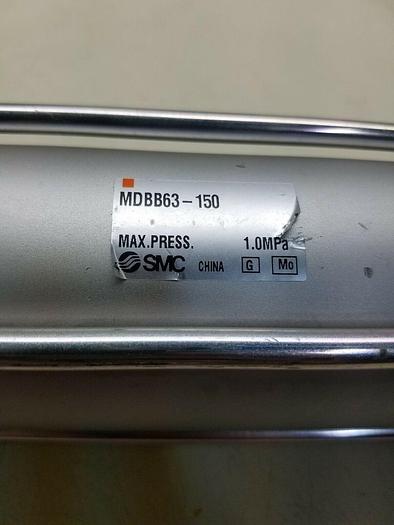 MDBB63-150
MAX.PRESS. 1.0MPa
SMC CHINA G Mo